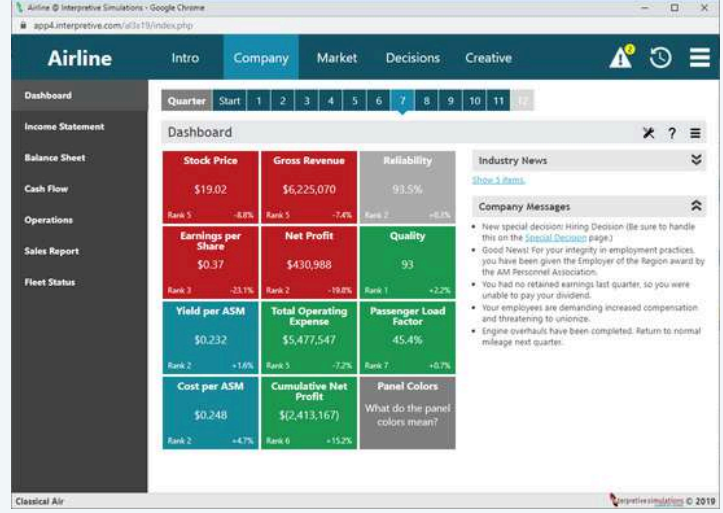 Airline @ Interpretive Simulations - Google Chrome
app4.interpretive.com/al3s19/index.php
Airline
Intro Company Market Decisions Creative
2
Dashboard
Income Statement
Balance Sheet
Cash Flow
Operations
Sales Report
Fleet Status
Quarter Start 1 2 3 4 5 6 7 8 9 10 11 12
Dashboard
?
Stock Price
$19.02
Rank 5 -8.8%
Gross Revenue
$6,225,070
Rank 5 -7.4%
Reliability
93.5%
Rank 2 +0.3%
Earnings per
Share
$0.37
Rank 3 -23.1%
Net Profit
$430,988
Rank 2 -19.8%
Quality
93
Rank 1 +2.2%
Yield per ASM
$0.232
Rank 2 +1.6%
Total Operating
Expense
$5,477,547
Rank 5 -7.2%
Passenger Load
Factor
45.4%
Rank 7 +0.7%
Cost per ASM
$0.248
Rank 2 +4.7%
Cumulative Net
Profit
$(2,413,167)
Rank 6 +15.2%
Panel Colors
What do the panel
colors mean?
Industry News
Show 5 items.
Company Messages
New special decision: Hiring Decision (Be sure to handle
this on the Special Decision page.)
Good News! For your integrity in employment practices,
you have been given the Employer of the Region award by
the AM Personnel Association.
You had no retained earnings last quarter, so you were
unable to pay your dividend.
Your employees are demanding increased compensation
and threatening to unionize.
Engine overhauls have been completed. Return to normal
mileage next quarter.
Classical Air
interpretive simulations © 2019